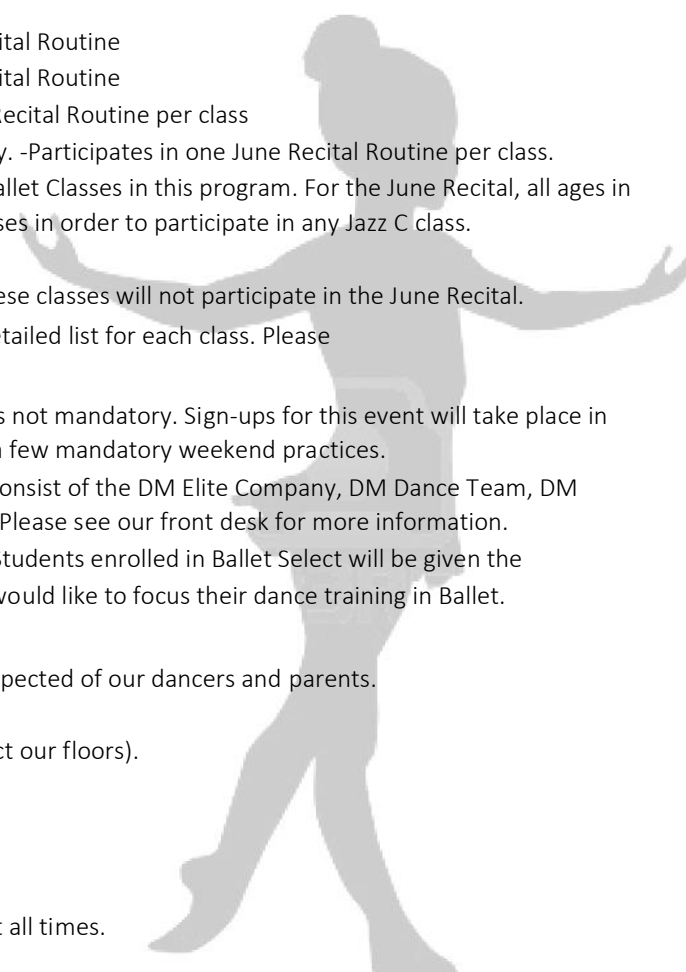 ital Routine
ital Routine
Recital Routine per class
y. -Participates in one June Recital Routine per class.
allet Classes in this program. For the June Recital, all ages in
ses in order to participate in any Jazz C class.
ese classes will not participate in the June Recital.
etailed list for each class. Please
s not mandatory. Sign-ups for this event will take place in
a few mandatory weekend practices.
onsist of the DM Elite Company, DM Dance Team, DM
Please see our front desk for more information.
Students enrolled in Ballet Select will be given the
would like to focus their dance training in Ballet.
pected of our dancers and parents.
ct our floors).
t all times.